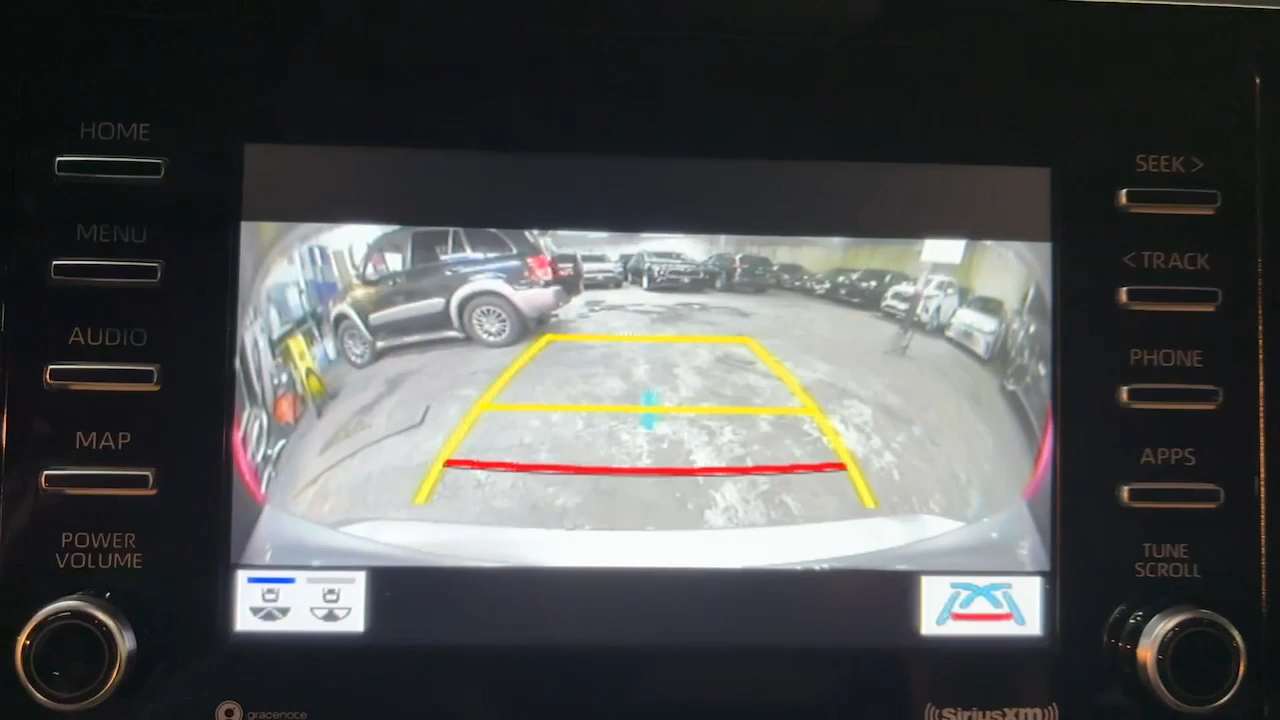 HOME
MENU
AUDIO
MAP
POWER
VOLUME
gracenote
SEEK >
< TRACK
PHONE
APPS
TUNE
SCROLL
SiriusXM